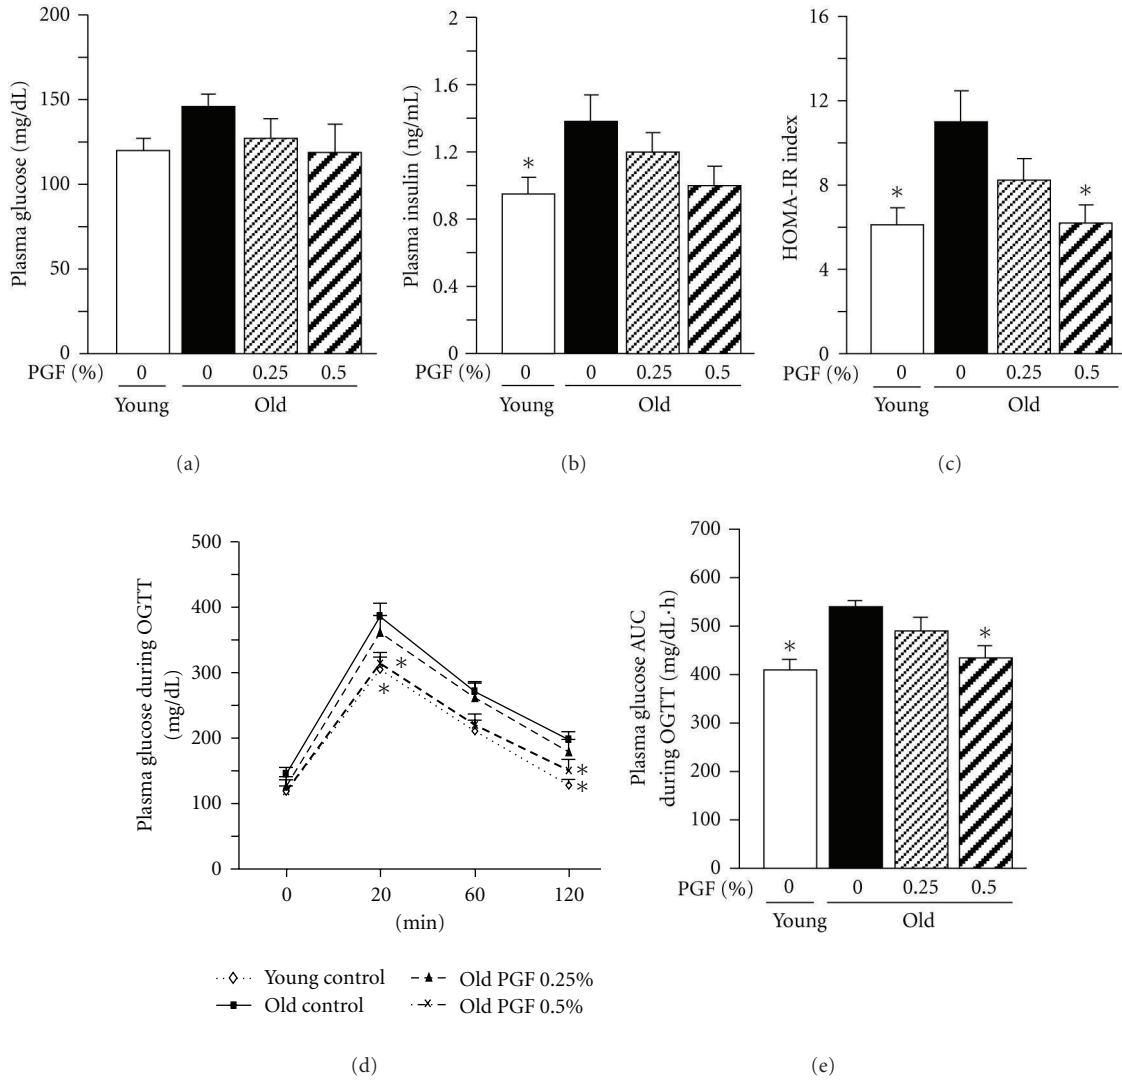 200
150
100
50
0
Plasma glucose (mg/dL)
PGF (%) 0 0 0.25 0.5
Young Old
(a)
2
1.6
1.2
0.8
0.4
0
Plasma insulin (ng/mL)
*
PGF (%) 0 0 0.25 0.5
Young Old
(b)
16
12
8
4
0
HOMA-IR index
* *
PGF (%) 0 0 0.25 0.5
Young Old
(c)
500
400
300
200
100
0
Plasma glucose during OGTT
(mg/dL)
*
*
*
*
0 20 60 120
(min)
Young control Old PGF 0.25%
Old control Old PGF 0.5%
(d)
700
600
500
400
300
200
100
0
Plasma glucose AUC
during OGTT (mg/dL·h)
* *
PGF (%) 0 0 0.25 0.5
Young Old
(e)